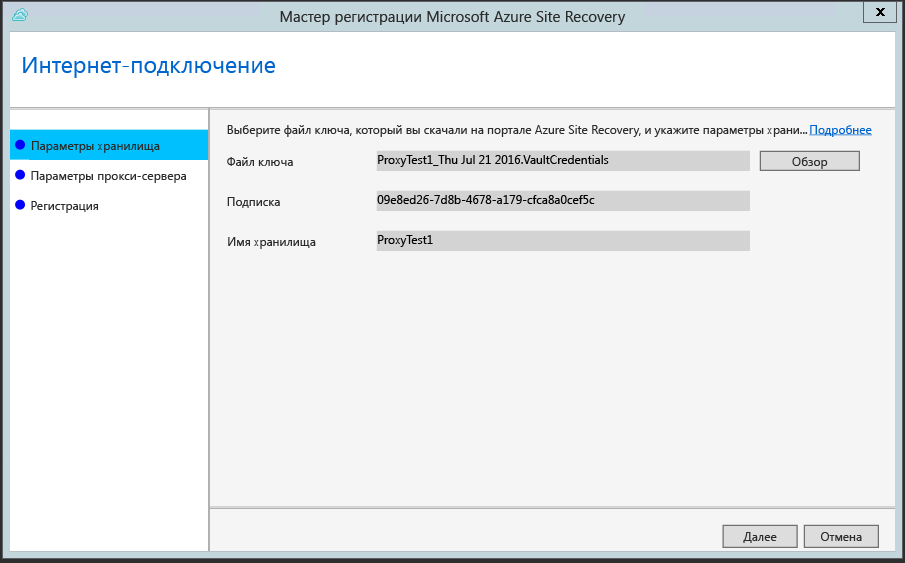 Мастер регистрации Microsoft Azure Site Recovery
x
Интернет-подключение
Параметры хранилища
Параметры прокси-сервера
Регистрация
Выберите файл ключа, который вы скачали на портале Azure Site Recovery, и укажите параметры храни... Подробнее
Файл ключа ProxyTest1_Thu Jul 21 2016.VaultCredentials Обзор
Подписка 09e8ed26-7d8b-4678-a179-cfca8a0cef5c
Имя хранилища ProxyTest1
Далее Отмена